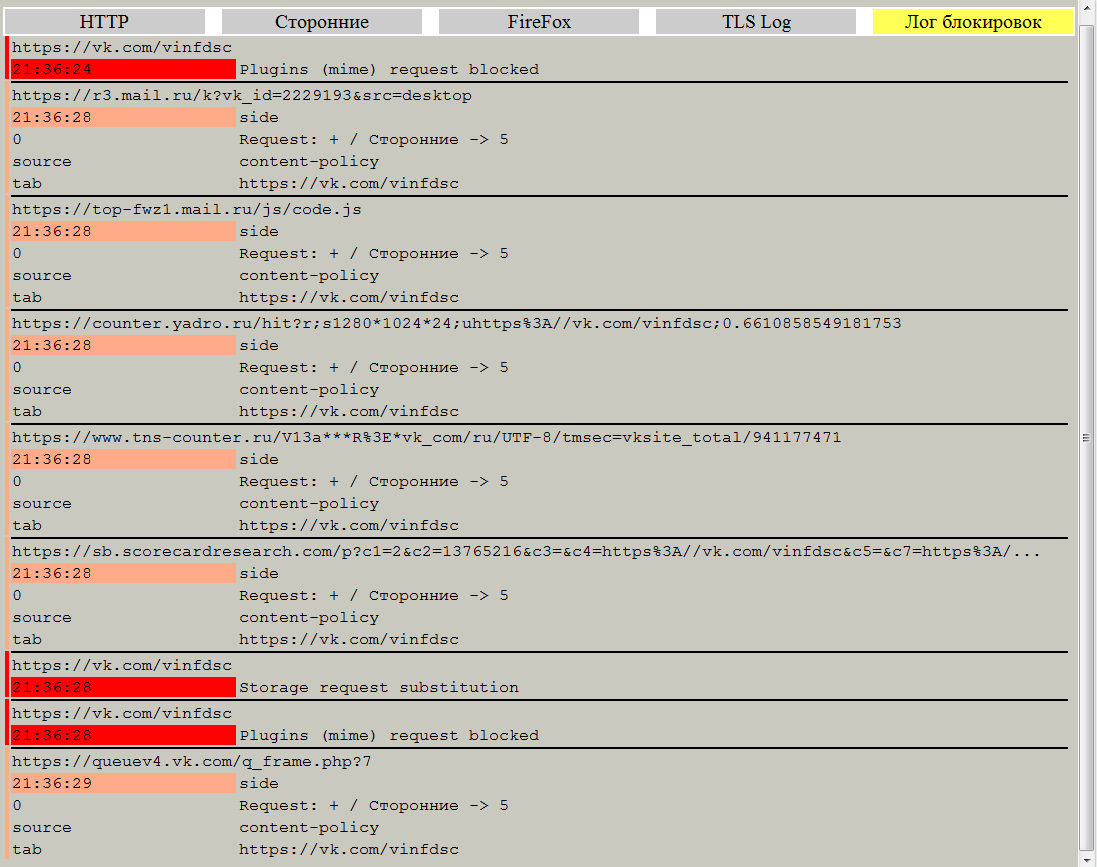 HTTP Сторонние FireFox TLS Log Лог блокировок
https://vk.com/vinfdsc
21:36:24 Plugins (mime) request blocked
https://r3.mail.ru/k?vk_id=2229193&src=desktop
21:36:28 side
0 Request: + / Сторонние -> 5
source content-policy
tab https://vk.com/vinfdsc
https://top-fwz1.mail.ru/js/code.js
21:36:28 side
0 Request: + / Сторонние -> 5
source content-policy
tab https://vk.com/vinfdsc
https://counter.yadro.ru/hit?r;s1280*1024*24;uhttps%3A//vk.com/vinfdsc;0.6610858549181753
21:36:28 side
0 Request: + / Сторонние -> 5
source content-policy
tab https://vk.com/vinfdsc
https://www.tns-counter.ru/V13a***R%3E*vk_com/ru/UTF-8/tmsec=vksite_total/941177471
21:36:28 side
0 Request: + / Сторонние -> 5
source content-policy
tab https://vk.com/vinfdsc
https://sb.scorecardresearch.com/p?c1=2&c2=13765216&c3=&c4=https%3A//vk.com/vinfdsc&c5=&c7=https%3A/...
21:36:28 side
0 Request: + / Сторонние -> 5
source content-policy
tab https://vk.com/vinfdsc
https://vk.com/vinfdsc
21:36:28 Storage request substitution
https://vk.com/vinfdsc
21:36:28 Plugins (mime) request blocked
https://queuev4.vk.com/q_frame.php?7
21:36:29 side
0 Request: + / Сторонние -> 5
source content-policy
tab https://vk.com/vinfdsc